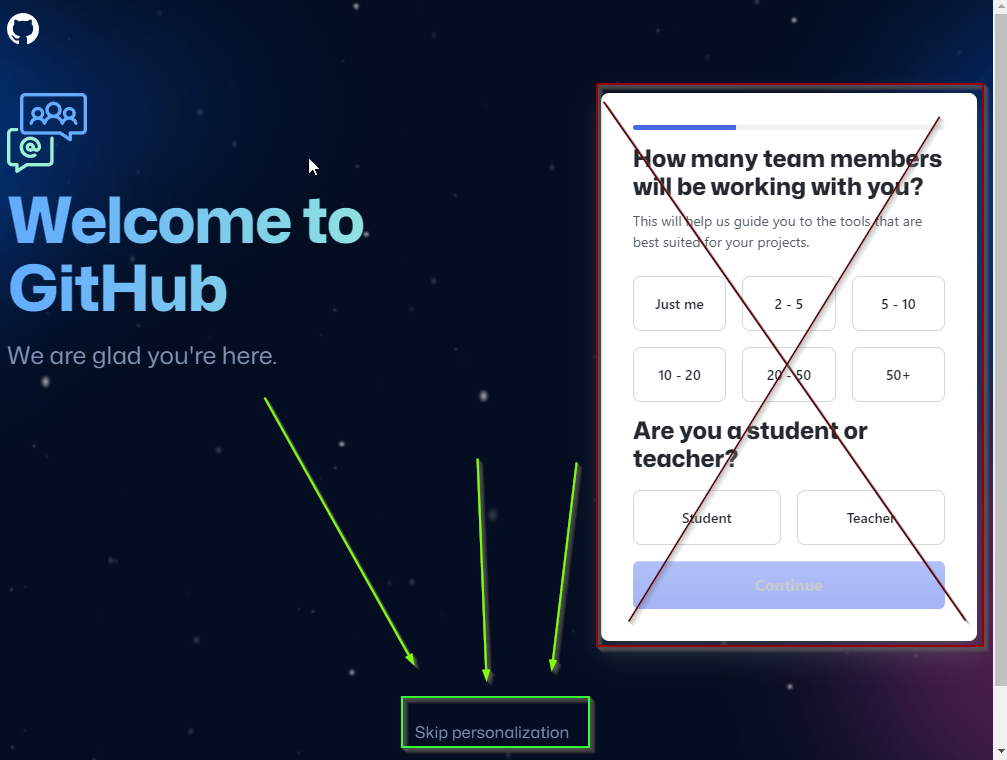 Welcome to
GitHub
We are glad you're here.
How many team members
will be working with you?
This will help us guide you to the tools that are
best suited for your projects.
Just me
2 - 5
5 - 10
10 - 20
20 - 50
50+
Are you a student or
teacher?
Student
Teacher
Continue
Skip personalization